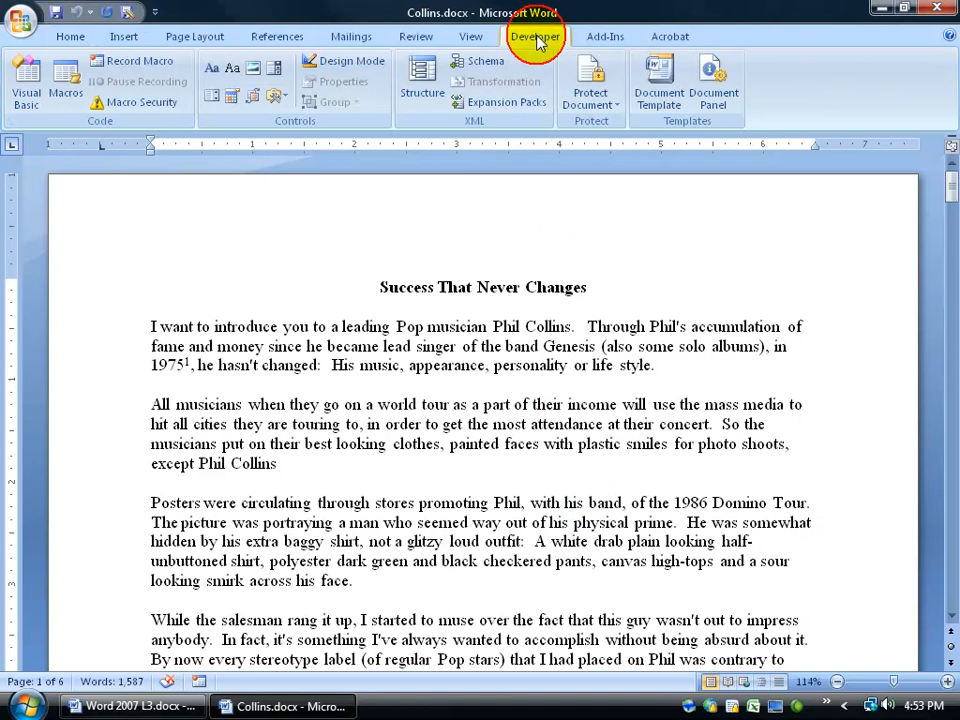 Collins.docx - Microsoft Word
Home Insert Page Layout References Mailings Review View Developer Add-Ins Acrobat
Visual Basic
Macros
Record Macro
Pause Recording
Macro Security
Code
Aa Aa
Design Mode
Properties
Group
Controls
Structure
Schema
Transformation
Expansion Packs
XML
Protect Document
Protect
Document Template
Document Panel
Templates
1 1 2 3 4 5 6 7
Success That Never Changes
I want to introduce you to a leading Pop musician Phil Collins. Through Phil's accumulation of
fame and money since he became lead singer of the band Genesis (also some solo albums), in
1975¹, he hasn't changed: His music, appearance, personality or life style.
All musicians when they go on a world tour as a part of their income will use the mass media to
hit all cities they are touring to, in order to get the most attendance at their concert. So the
musicians put on their best looking clothes, painted faces with plastic smiles for photo shoots,
except Phil Collins
Posters were circulating through stores promoting Phil, with his band, of the 1986 Domino Tour.
The picture was portraying a man who seemed way out of his physical prime. He was somewhat
hidden by his extra baggy shirt, not a glitzy loud outfit: A white drab plain looking half-
unbuttoned shirt, polyester dark green and black checkered pants, canvas high-tops and a sour
looking smirk across his face.
While the salesman rang it up, I started to muse over the fact that this guy wasn't out to impress
anybody. In fact, it's something I've always wanted to accomplish without being absurd about it.
By now every stereotype label (of regular Pop stars) that I had placed on Phil was contrary to
Page: 1 of 6 Words: 1,587 114%
Word 2007 L3.docx -... Collins.docx - Micro... 4:53 PM